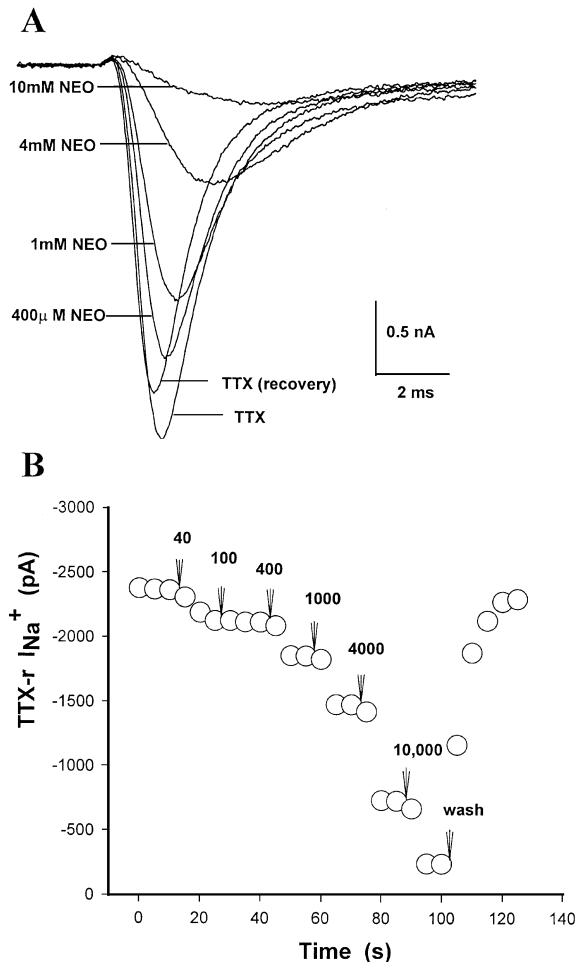 A
10mM NEO
4mM NEO
1mM NEO
400μ M NEO
0.5 nA
2 ms
TTX (recovery)
TTX
B
-3000
-2500
-2000
-1500
-1000
-500
0
TTX-r INa+ (pA)
40
100
400
1000
4000
10,000
wash
0 20 40 60 80 100 120 140
Time (s)